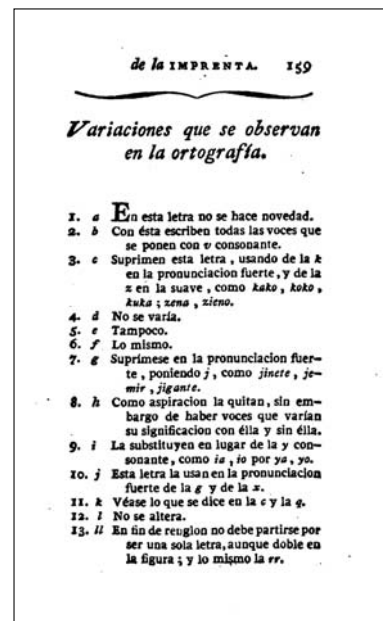 de la IMPRENTA. 159
Variaciones que se observan
en la ortografía.
1. a En esta letra no se hace novedad.
2. b Con ésta escriben todas las voces que
se ponen con v consonante.
3. c Suprimen esta letra, usando de la k
en la pronunciacion fuerte, y de la
z en la suave, como kako, koko,
kuka; zena, zieno.
4. d No se varía.
5. e Tampoco.
6. f Lo mismo.
7. g Suprímese en la pronunciacion fuer-
te, poniendo j, como jinete, je-
mir, jigante.
8. h Como aspiracion la quitan, sin em-
bargo de haber voces que varían
su significacion con élla y sin élla.
9. i La substituyen en lugar de la y con-
sonante, como ia, io por ya, yo.
10. j Esta letra la usan en la pronunciacion
fuerte de la g y de la x.
11. k Véase lo que se dice en la c y la q.
12. l No se altera.
13. ll En fin de renglon no debe partirse por
ser una sola letra, aunque doble en
la figura; y lo mismo la rr.